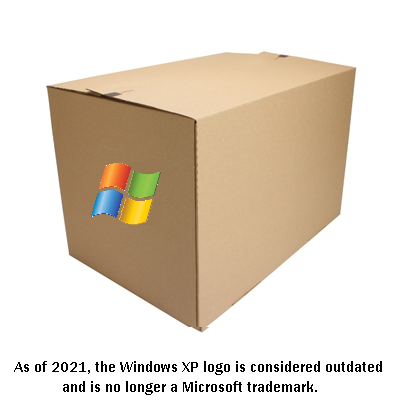 As of 2021, the Windows XP logo is considered outdated
and is no longer a Microsoft trademark.